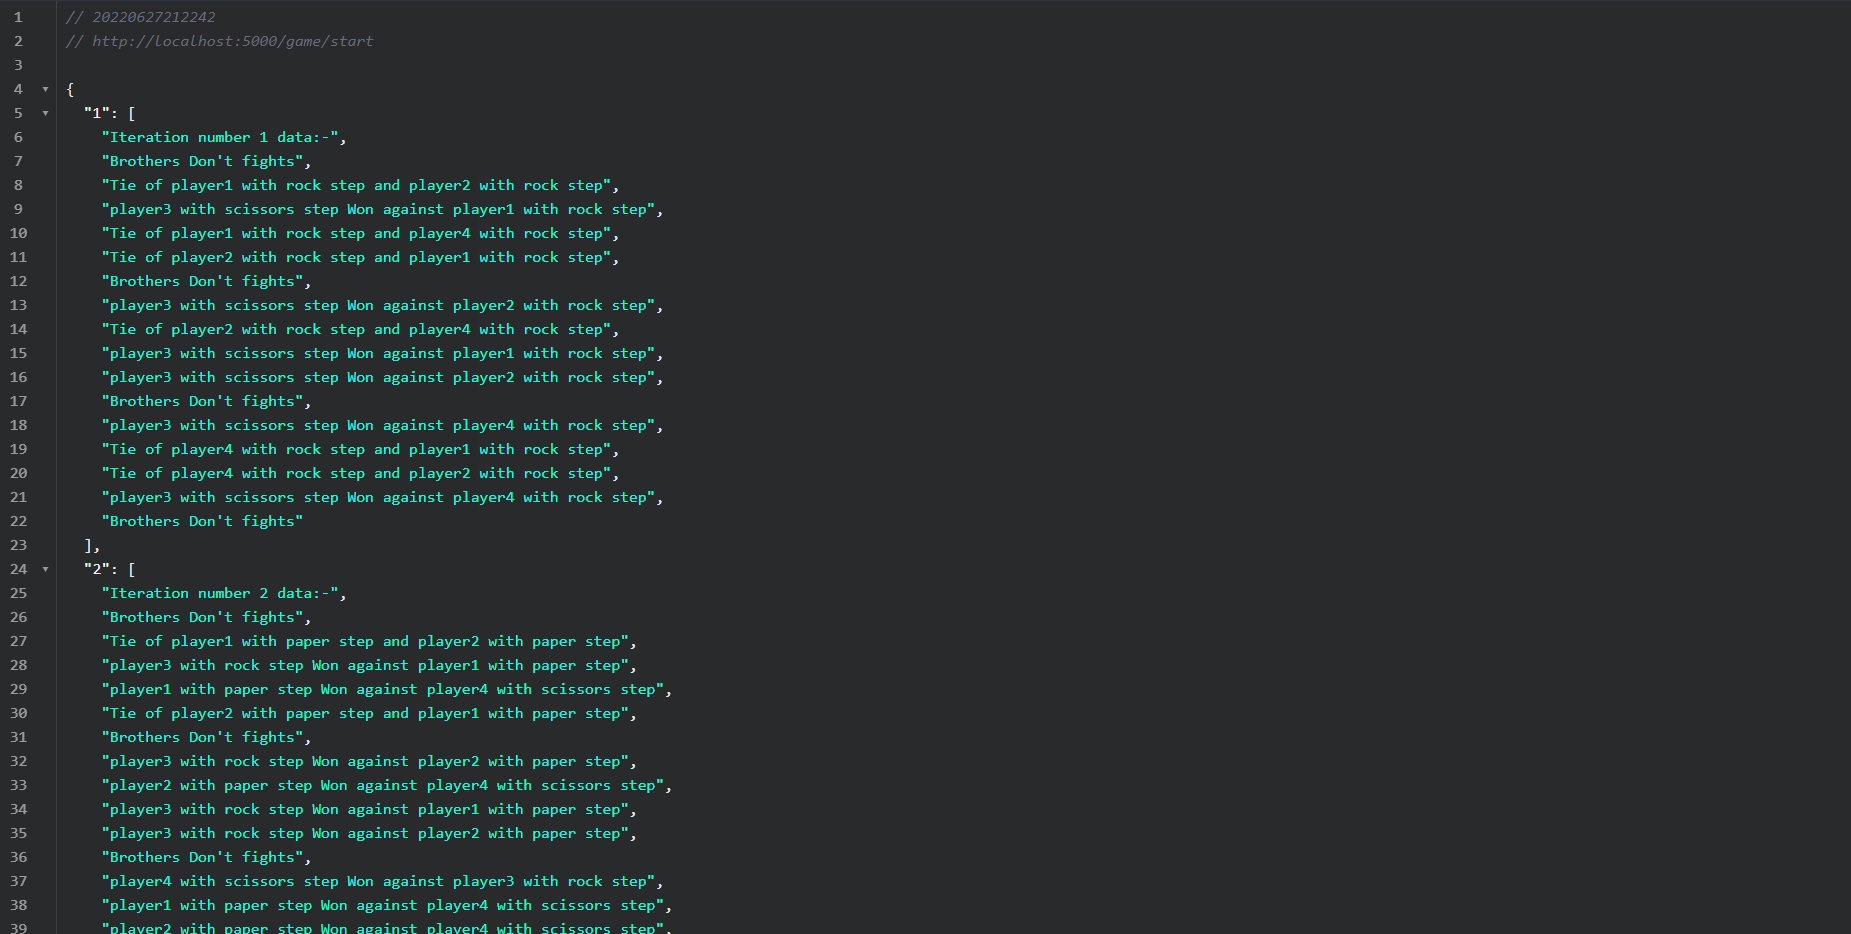 1 // 20220627212242
2 // http://localhost:5000/game/start
3
4 {
5 "1": [
6 "Iteration number 1 data:-",
7 "Brothers Don't fights",
8 "Tie of player1 with rock step and player2 with rock step",
9 "player3 with scissors step Won against player1 with rock step",
10 "Tie of player1 with rock step and player4 with rock step",
11 "Tie of player2 with rock step and player1 with rock step",
12 "Brothers Don't fights",
13 "player3 with scissors step Won against player2 with rock step",
14 "Tie of player2 with rock step and player4 with rock step",
15 "player3 with scissors step Won against player1 with rock step",
16 "player3 with scissors step Won against player2 with rock step",
17 "Brothers Don't fights",
18 "player3 with scissors step Won against player4 with rock step",
19 "Tie of player4 with rock step and player1 with rock step",
20 "Tie of player4 with rock step and player2 with rock step",
21 "player3 with scissors step Won against player4 with rock step",
22 "Brothers Don't fights"
23 ],
24 "2": [
25 "Iteration number 2 data:-",
26 "Brothers Don't fights",
27 "Tie of player1 with paper step and player2 with paper step",
28 "player3 with rock step Won against player1 with paper step",
29 "player1 with paper step Won against player4 with scissors step",
30 "Tie of player2 with paper step and player1 with paper step",
31 "Brothers Don't fights",
32 "player3 with rock step Won against player2 with paper step",
33 "player2 with paper step Won against player4 with scissors step",
34 "player3 with rock step Won against player1 with paper step",
35 "player3 with rock step Won against player2 with paper step",
36 "Brothers Don't fights",
37 "player4 with scissors step Won against player3 with rock step",
38 "player1 with paper step Won against player4 with scissors step",
39 "player2 with paper step Won against player4 with scissors step",